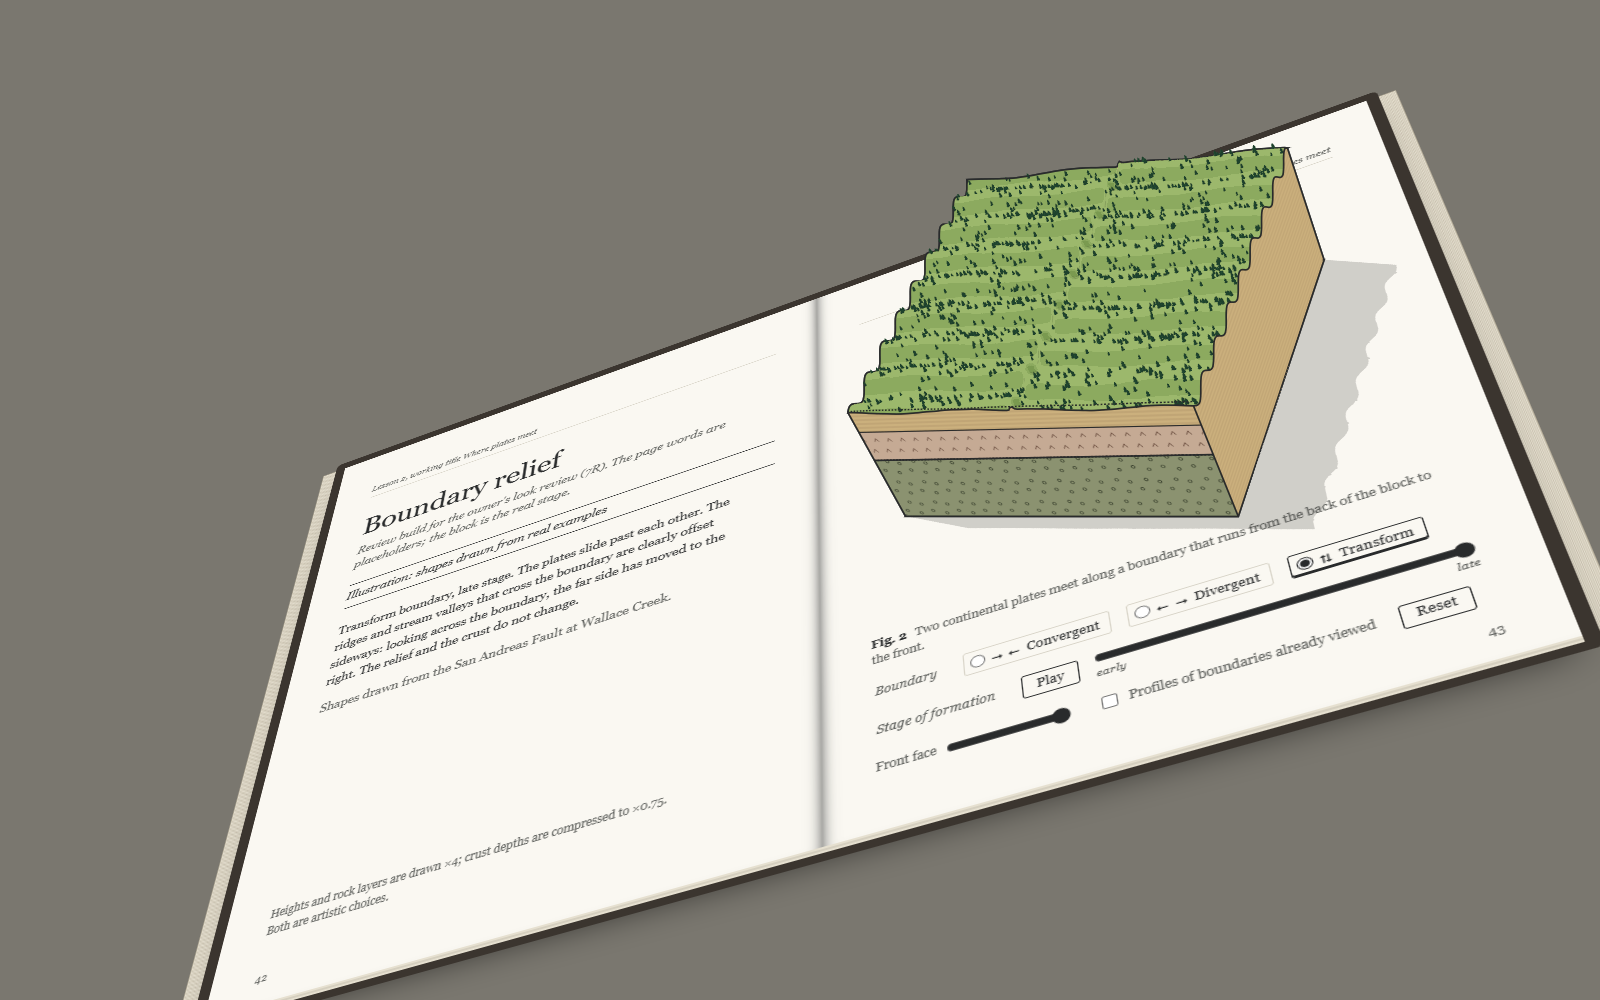 Lesson 2, working title Where plates meet
Boundary relief
Review build for the owner's look review (7R). The page words are
placeholders; the block is the real stage.
Illustration: shapes drawn from real examples
Transform boundary, late stage. The plates slide past each other. The
ridges and stream valleys that cross the boundary are clearly offset
sideways: looking across the boundary, the far side has moved to the
right. The relief and the crust do not change.
Shapes drawn from the San Andreas Fault at Wallace Creek.
Heights and rock layers are drawn ×4; crust depths are compressed to ×0.75.
Both are artistic choices.
42
meet
Fig. 2 Two continental plates meet along a boundary that runs from the back of the block to
the front.
Boundary → ← Convergent ← → Divergent ⇅ Transform
Stage of formation Play early late
Front face Profiles of boundaries already viewed Reset
43